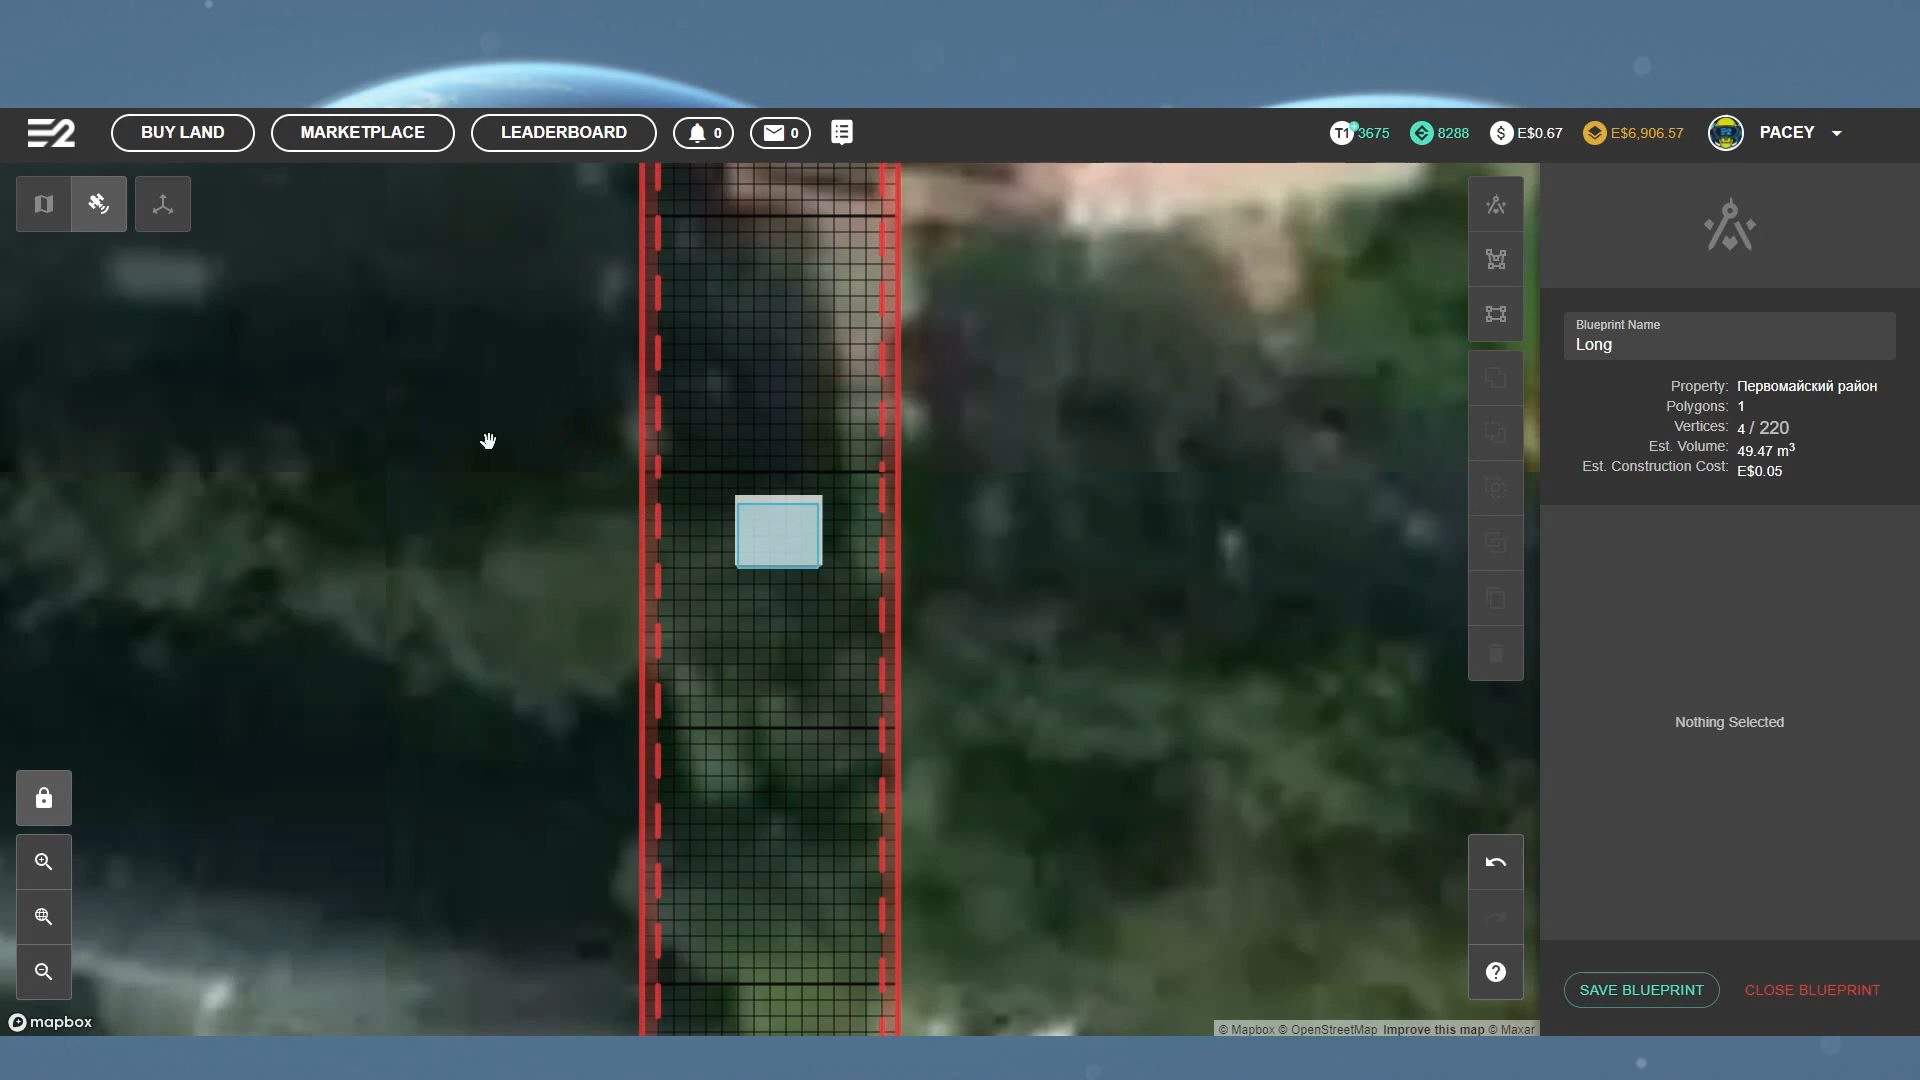 BUY LAND
MARKETPLACE
LEADERBOARD
0
0
T1 3675
8288
$ E$0.67
E$6,906.57
PACEY
Blueprint Name
Long
Property: Первомайский район
Polygons: 1
Vertices: 4 / 220
Est. Volume: 49.47 m³
Est. Construction Cost: E$0.05
Nothing Selected
SAVE BLUEPRINT
CLOSE BLUEPRINT
mapbox
© Mapbox © OpenStreetMap Improve this map © Maxar